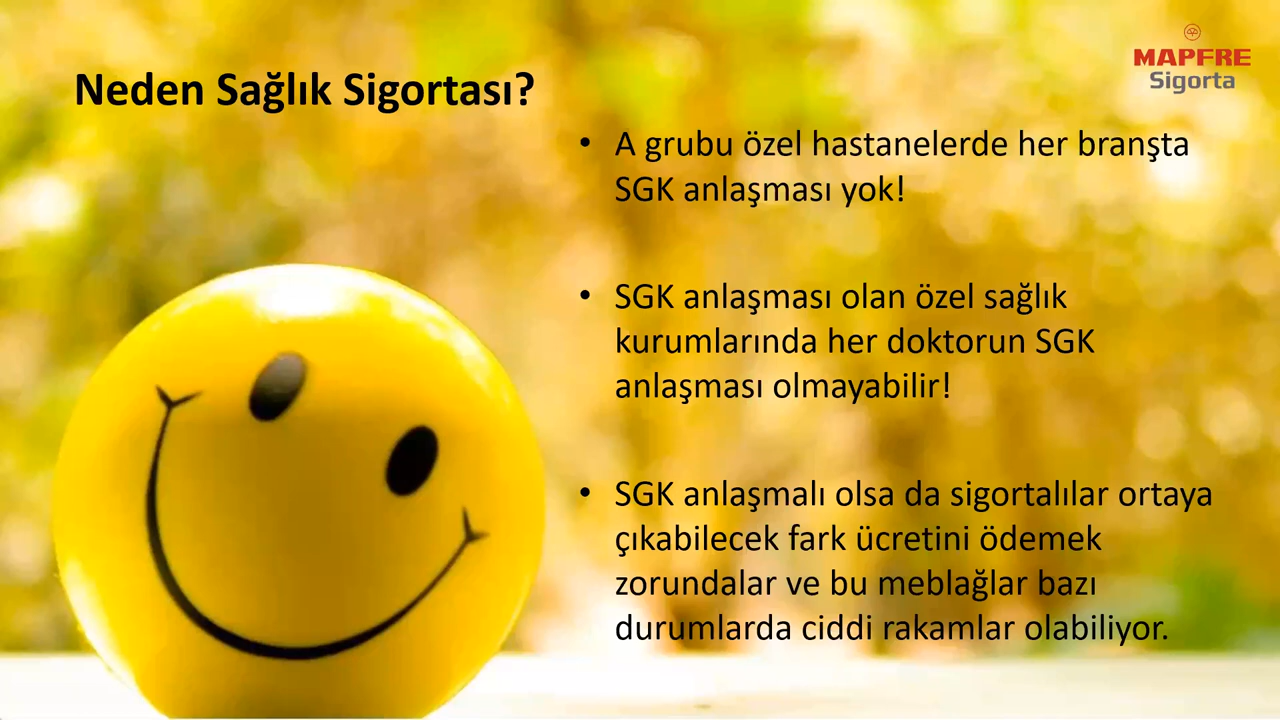 MAPFRE
Sigorta
Neden Sağlık Sigortası?
• A grubu özel hastanelerde her branşta
SGK anlaşması yok!
• SGK anlaşması olan özel sağlık
kurumlarında her doktorun SGK
anlaşması olmayabilir!
• SGK anlaşmalı olsa da sigortalılar ortaya
çıkabilecek fark ücretini ödemek
zorundalar ve bu meblağlar bazı
durumlarda ciddi rakamlar olabiliyor.